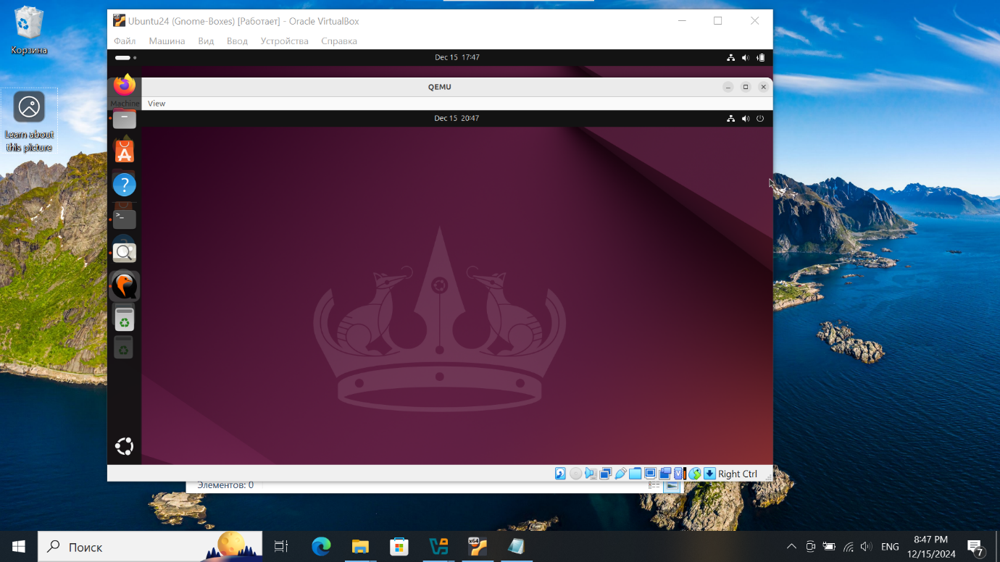 Корзина
Learn about
this picture
Ubuntu24 (Gnome-Boxes) [Работает] - Oracle VirtualBox
Файл Машина Вид Ввод Устройства Справка
Dec 15 17:47
QEMU
Machine View
Dec 15 20:47
Right Ctrl
Элементов: 0
Поиск
x64
ENG
8:47 PM
12/15/2024
7